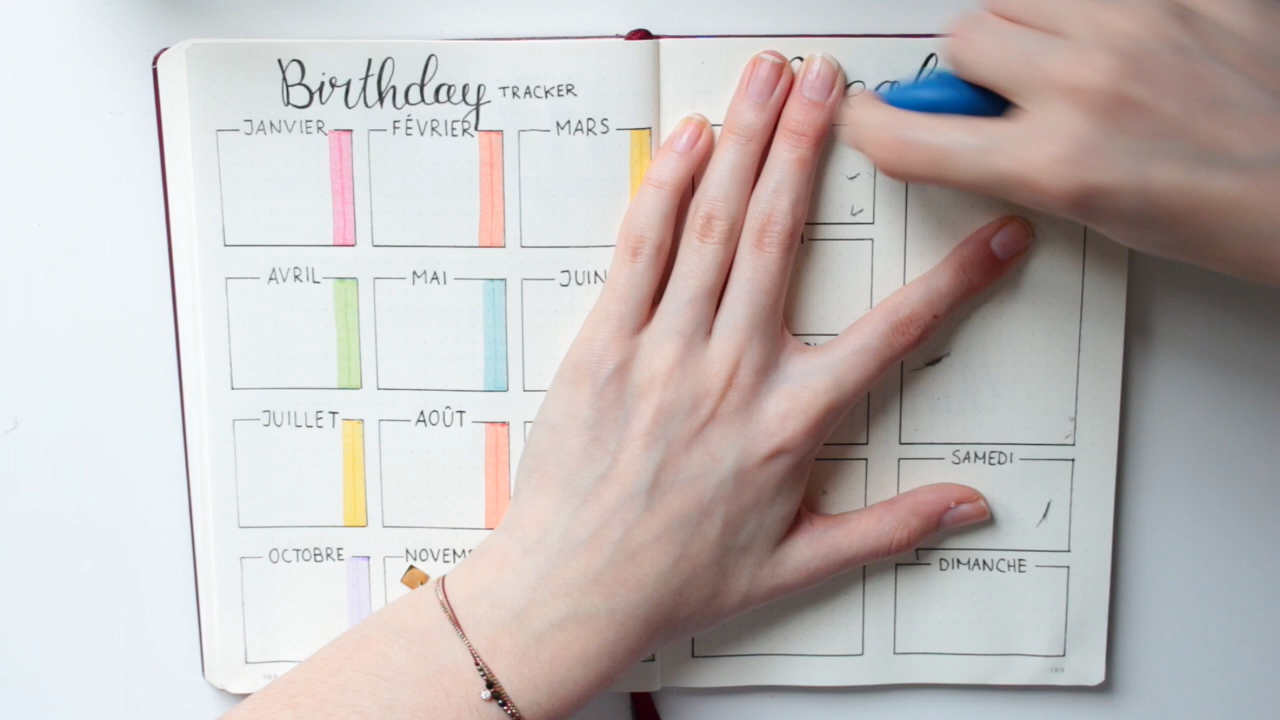 Birthday TRACKER
JANVIER FÉVRIER MARS
AVRIL MAI JUIN
JUILLET AOÛT
OCTOBRE
SAMEDI
DIMANCHE